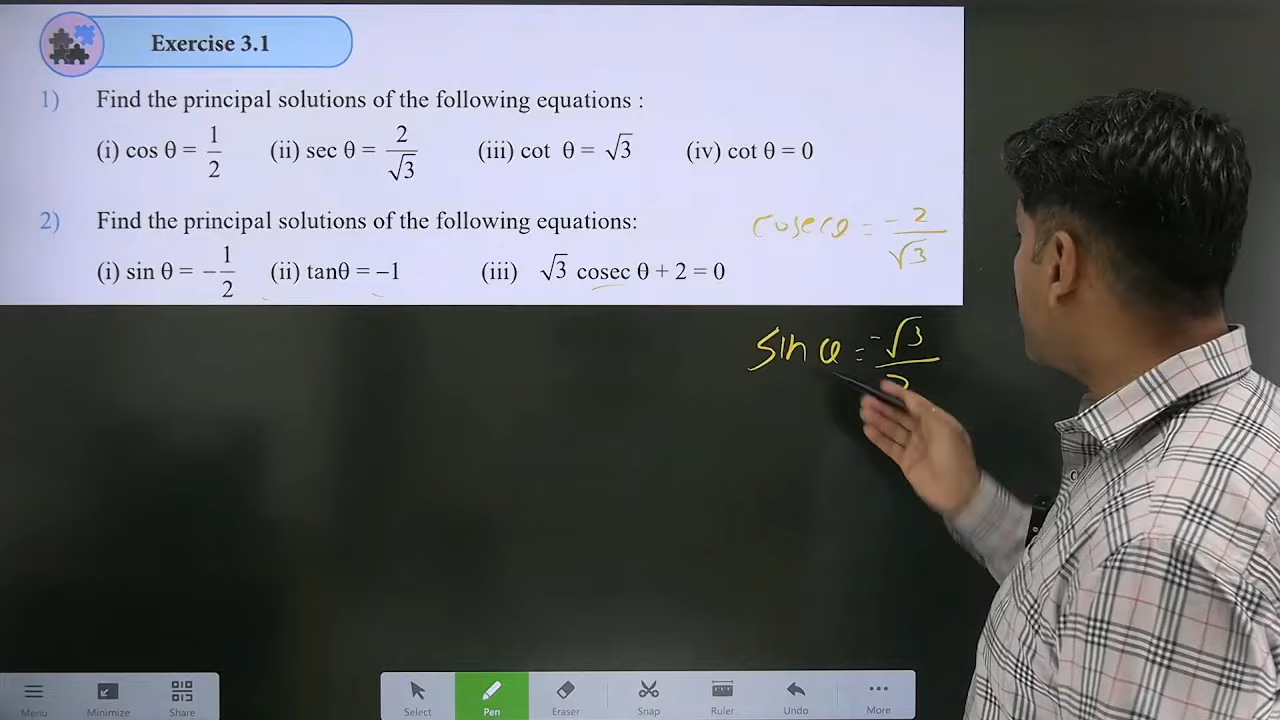 Exercise 3.1
1) Find the principal solutions of the following equations :
(i) cos θ = 1/2 (ii) sec θ = 2/√3 (iii) cot θ = √3 (iv) cot θ = 0
2) Find the principal solutions of the following equations:
(i) sin θ = −1/2 (ii) tanθ = −1 (iii) √3 cosec θ + 2 = 0
cosec θ = -2/√3
sin θ = -√3/2
Menu Minimize Share Select Pen Eraser Snap Ruler Undo More